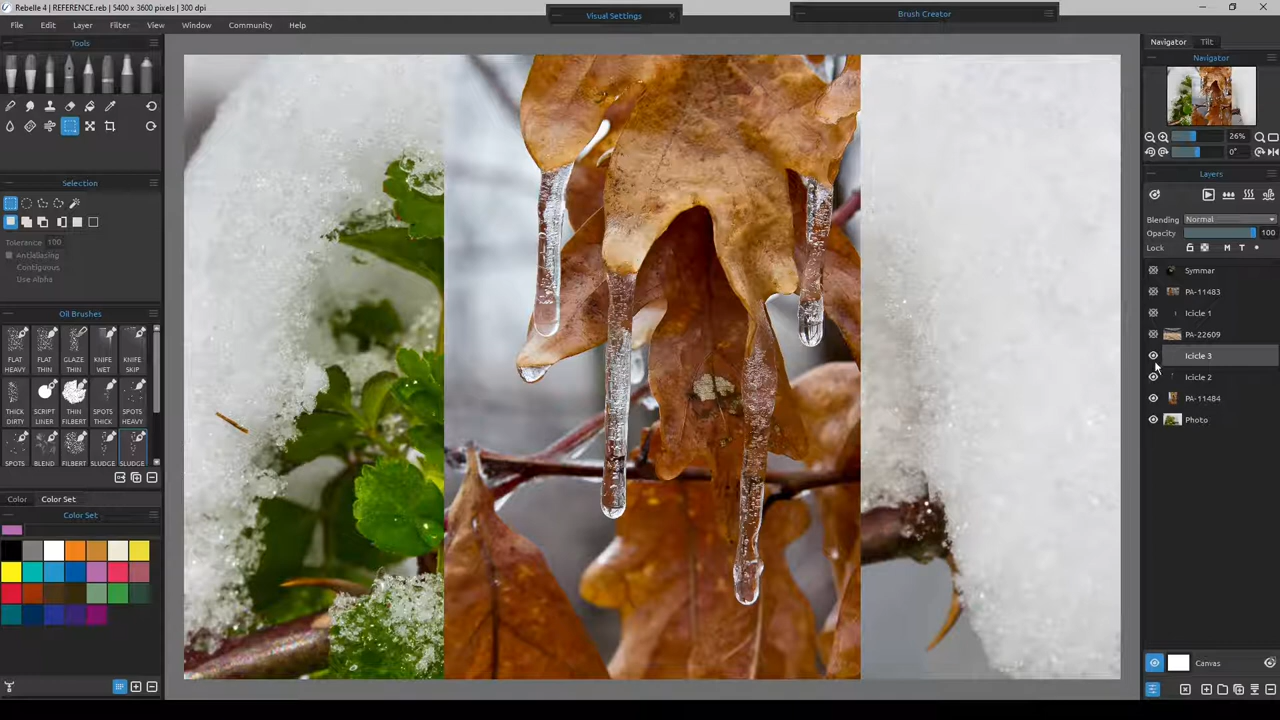 Rebelle 4 | REFERENCE.reb | 5400 x 3600 pixels | 300 dpi
Visual Settings
Brush Creator
File Edit Layer Filter View Window Community Help
Tools
Selection
Tolerance 100
Antialiasing
Contiguous
Use Alpha
Oil Brushes
FLAT HEAVY
FLAT THIN
GLAZE THIN
KNIFE WET
KNIFE SKIP
THICK DIRTY
SCRIPT LINER
THIN FILBERT
SPOTS THICK
SPOTS HEAVY
SPOTS
BLEND
FILBERT
SLUDGE
SLUDGE
Color Color Set
Color Set
Navigator Tilt
Navigator
26%
0°
Layers
Blending Normal
Opacity 100
Lock M T
Symmar
PA-11483
Icicle 1
PA-22609
Icicle 3
Icicle 2
PA-11484
Photo
Canvas